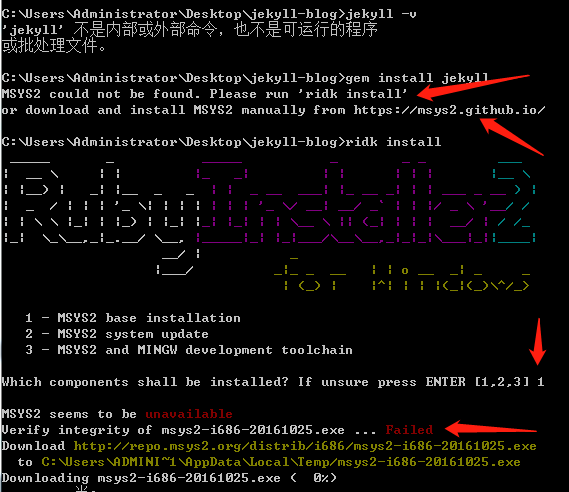 C:\Users\Administrator\Desktop\jekyll-blog>jekyll -v
'jekyll' 不是内部或外部命令，也不是可运行的程序
或批处理文件。
C:\Users\Administrator\Desktop\jekyll-blog>gem install jekyll
MSYS2 could not be found. Please run 'ridk install'
or download and install MSYS2 manually from https://msys2.github.io/
C:\Users\Administrator\Desktop\jekyll-blog>ridk install
RubyInstaller2
for Windows
1 - MSYS2 base installation
2 - MSYS2 system update
3 - MSYS2 and MINGW development toolchain
Which components shall be installed? If unsure press ENTER [1,2,3] 1
MSYS2 seems to be unavailable
Verify integrity of msys2-i686-20161025.exe ... Failed
Download http://repo.msys2.org/distrib/i686/msys2-i686-20161025.exe
to C:\Users\ADMINI~1\AppData\Local\Temp/msys2-i686-20161025.exe
Downloading msys2-i686-20161025.exe (  0%)